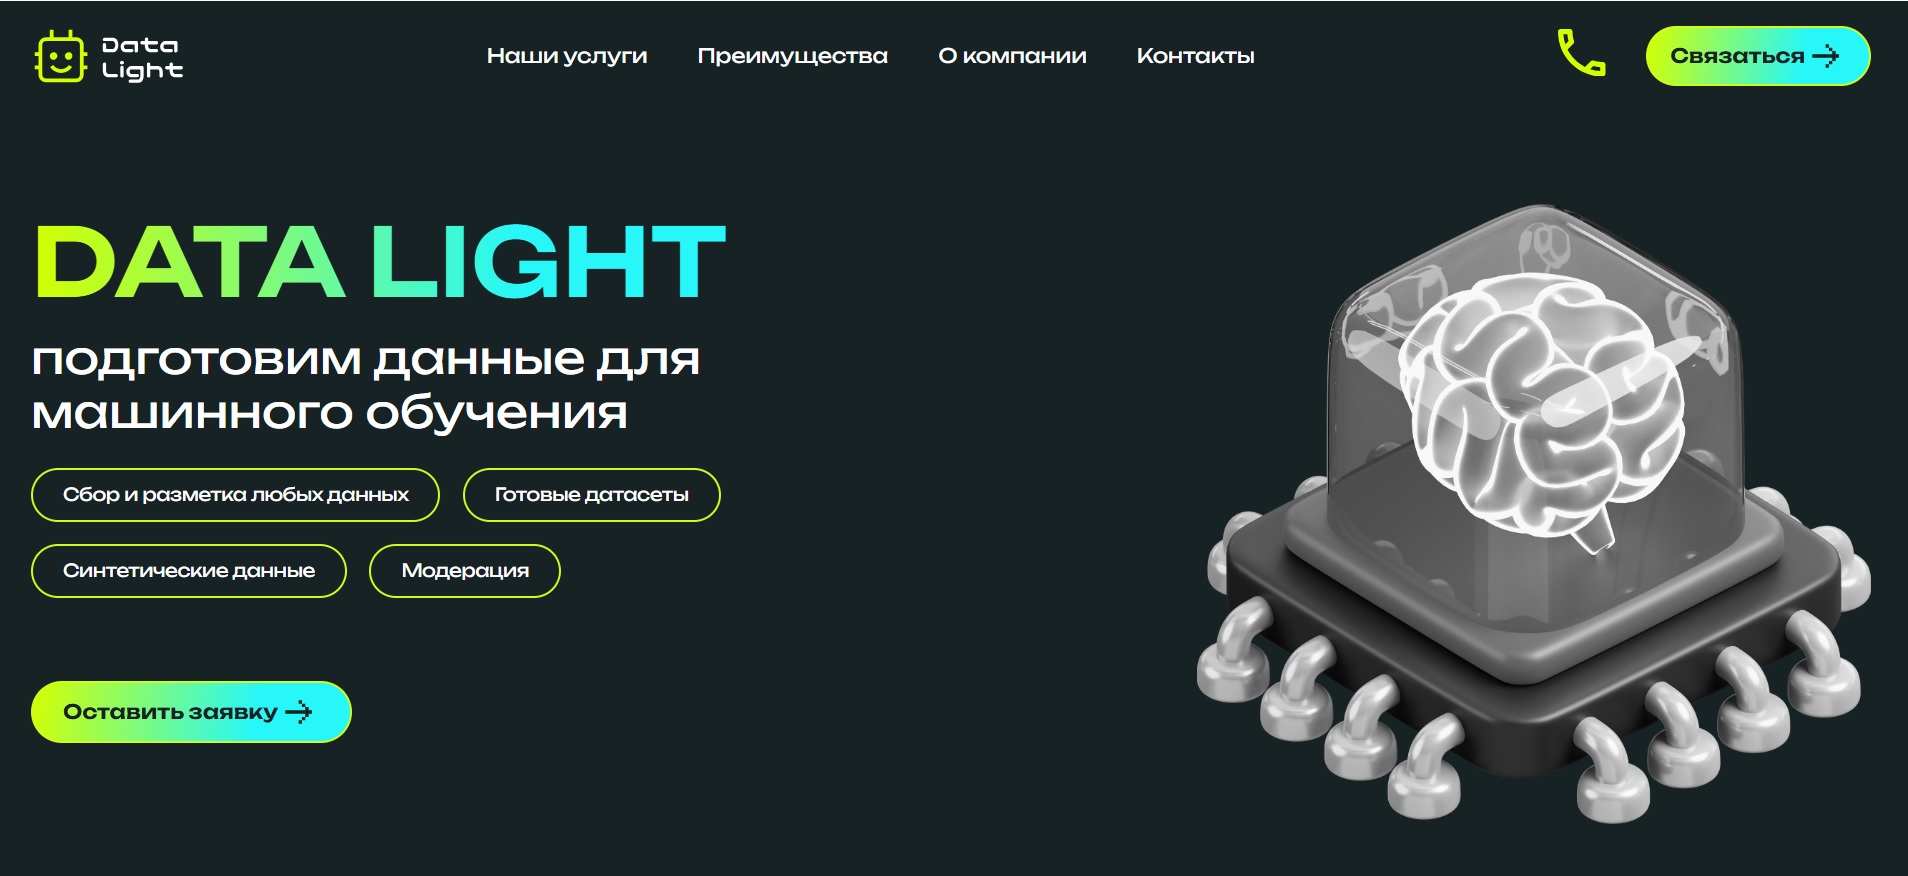 Data
Light
Наши услуги
Преимущества
О компании
Контакты
Связаться
DATA LIGHT
подготовим данные для
машинного обучения
Сбор и разметка любых данных
Готовые датасеты
Синтетические данные
Модерация
Оставить заявку